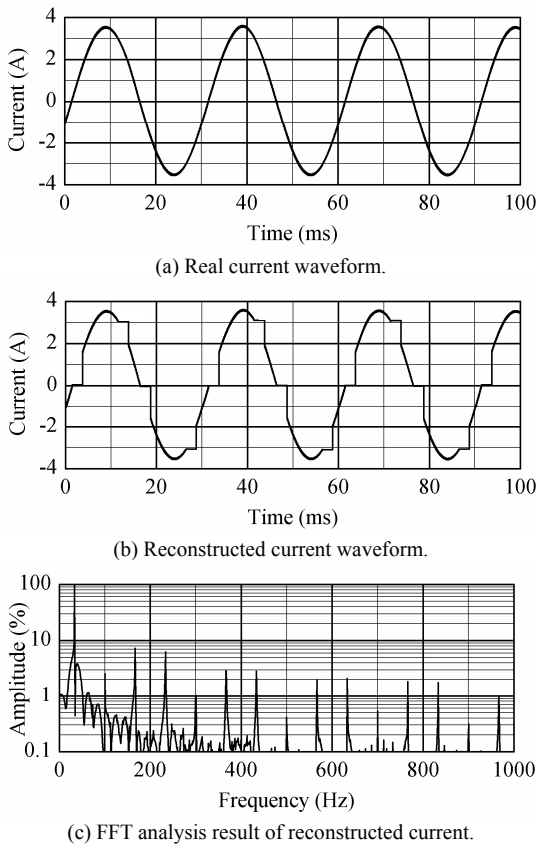 4
2
0
-2
-4
Current (A)
0 20 40 60 80 100
Time (ms)
(a) Real current waveform.
4
2
0
-2
-4
Current (A)
0 20 40 60 80 100
Time (ms)
(b) Reconstructed current waveform.
100
10
1
0.1
Amplitude (%)
0 200 400 600 800 1000
Frequency (Hz)
(c) FFT analysis result of reconstructed current.